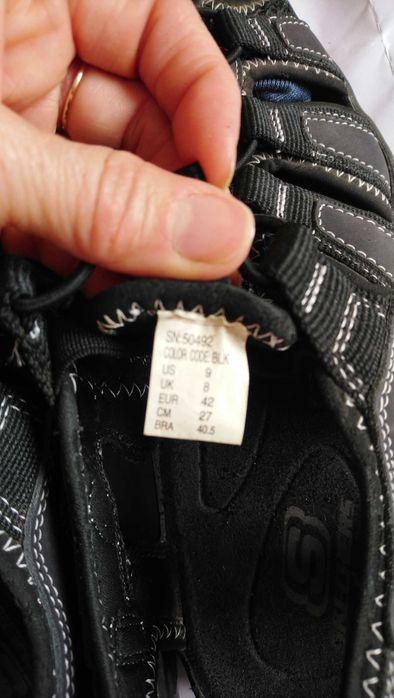 SN:50492
COLOR CODE:BLK
US 9
UK 8
EUR 42
CM 27
BRA 40.5